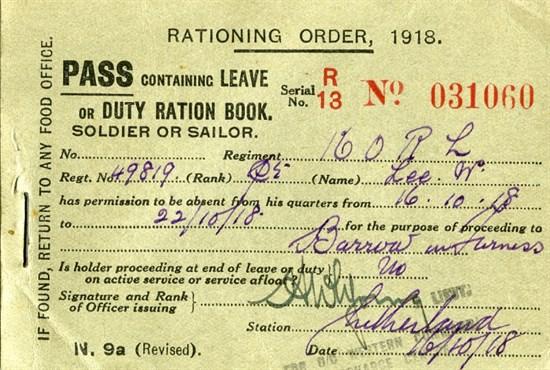 RATIONING ORDER, 1918.
PASS CONTAINING LEAVE
OR DUTY RATION BOOK.
SOLDIER OR SAILOR.
Serial No. R 13 No 031060
No. Regiment 16 O R L
Regt. No. 49819 (Rank) Pte (Name) Lee. W.
has permission to be absent from his quarters from 16.10.18
to 22/10/18. for the purpose of proceeding to
Barrow in Furness
Is holder proceeding at end of leave or duty
on active service or service afloat? No
Signature and Rank
of Officer issuing LIEUT.
Station Sutherland
N. 9a (Revised). Date 16/10/18
IF FOUND, RETURN TO ANY FOOD OFFICE.